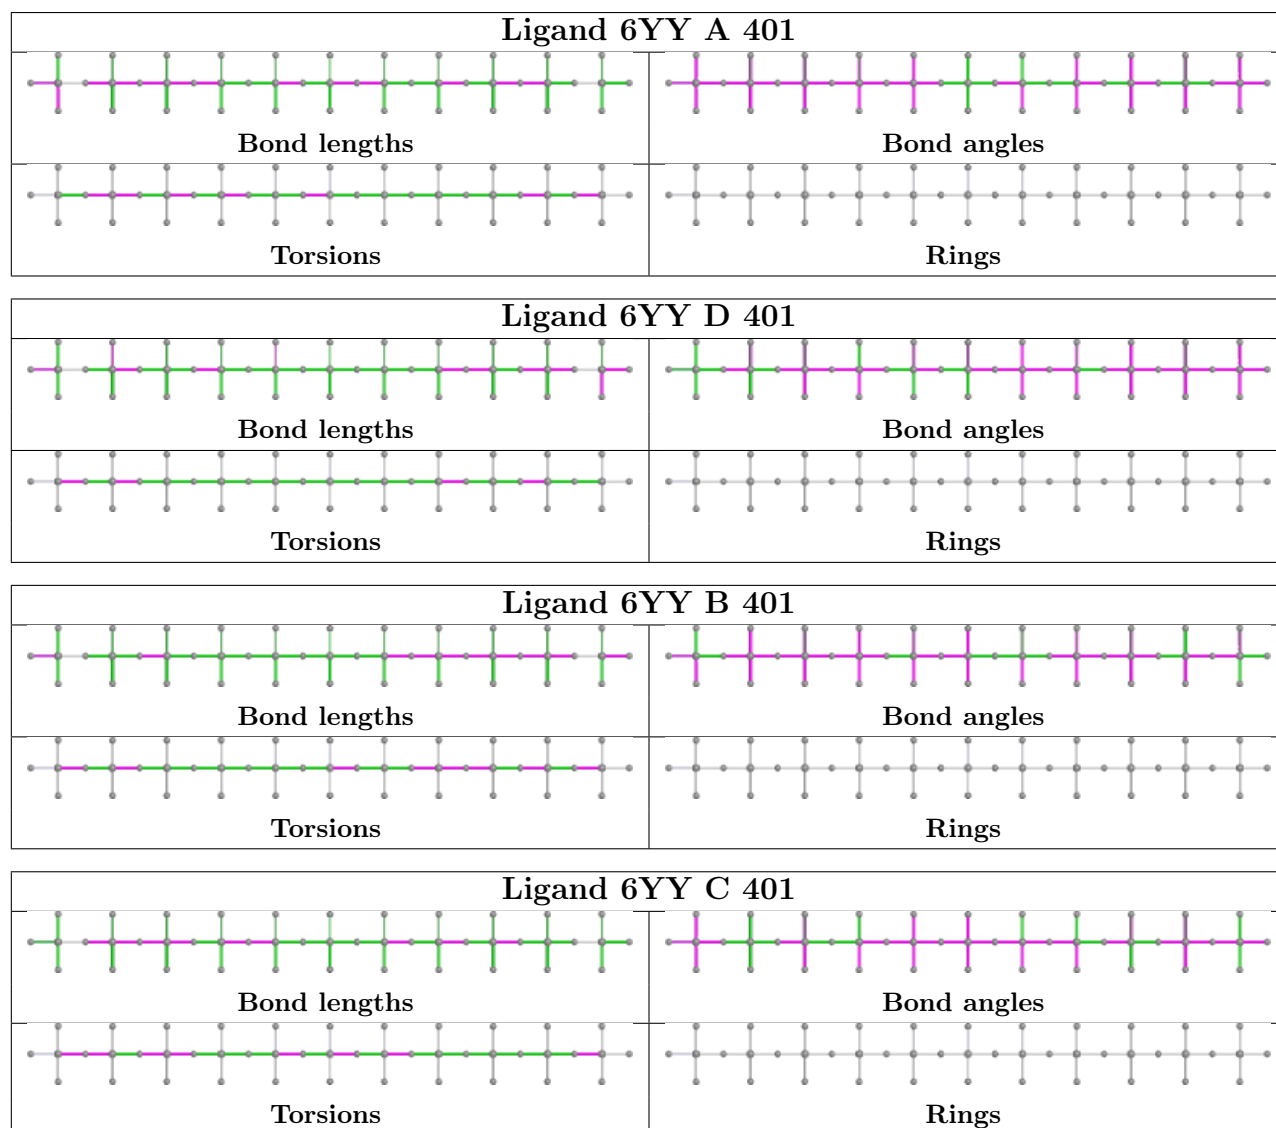 Ligand 6YY A 401
Bond lengths
Bond angles
Torsions
Rings
Ligand 6YY D 401
Bond lengths
Bond angles
Torsions
Rings
Ligand 6YY B 401
Bond lengths
Bond angles
Torsions
Rings
Ligand 6YY C 401
Bond lengths
Bond angles
Torsions
Rings